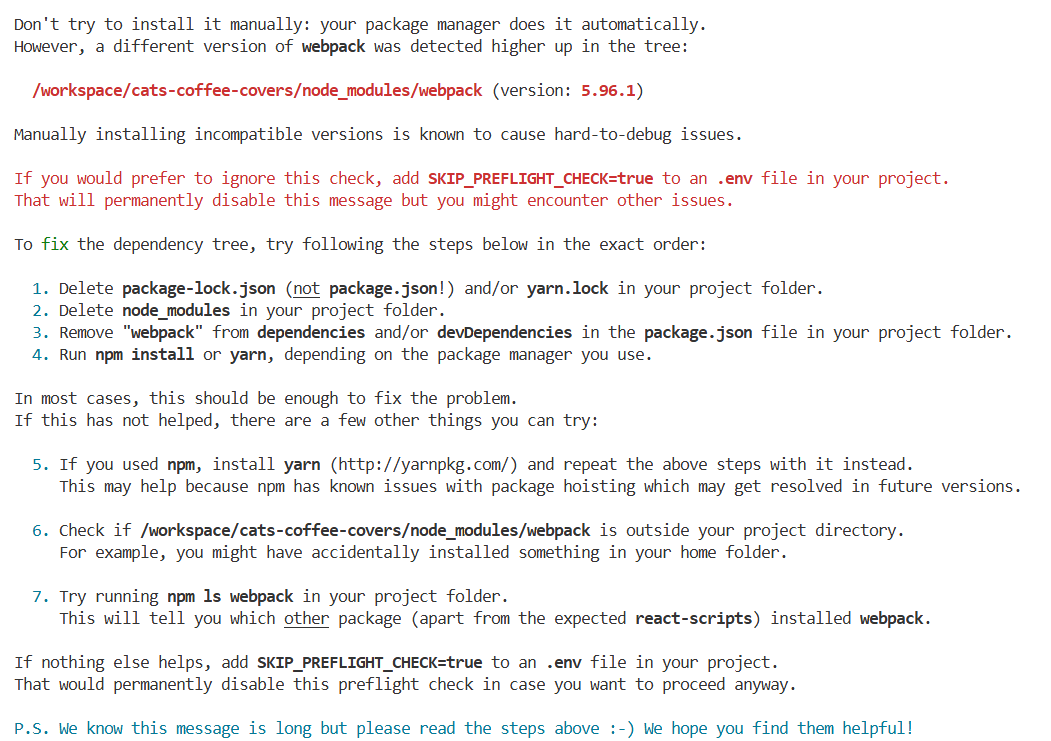 Don't try to install it manually: your package manager does it automatically.
However, a different version of webpack was detected higher up in the tree:
/workspace/cats-coffee-covers/node_modules/webpack (version: 5.96.1)
Manually installing incompatible versions is known to cause hard-to-debug issues.
If you would prefer to ignore this check, add SKIP_PREFLIGHT_CHECK=true to an .env file in your project.
That will permanently disable this message but you might encounter other issues.
To fix the dependency tree, try following the steps below in the exact order:
1. Delete package-lock.json (not package.json!) and/or yarn.lock in your project folder.
2. Delete node_modules in your project folder.
3. Remove "webpack" from dependencies and/or devDependencies in the package.json file in your project folder.
4. Run npm install or yarn, depending on the package manager you use.
In most cases, this should be enough to fix the problem.
If this has not helped, there are a few other things you can try:
5. If you used npm, install yarn (http://yarnpkg.com/) and repeat the above steps with it instead.
This may help because npm has known issues with package hoisting which may get resolved in future versions.
6. Check if /workspace/cats-coffee-covers/node_modules/webpack is outside your project directory.
For example, you might have accidentally installed something in your home folder.
7. Try running npm ls webpack in your project folder.
This will tell you which other package (apart from the expected react-scripts) installed webpack.
If nothing else helps, add SKIP_PREFLIGHT_CHECK=true to an .env file in your project.
That would permanently disable this preflight check in case you want to proceed anyway.
P.S. We know this message is long but please read the steps above :-) We hope you find them helpful!